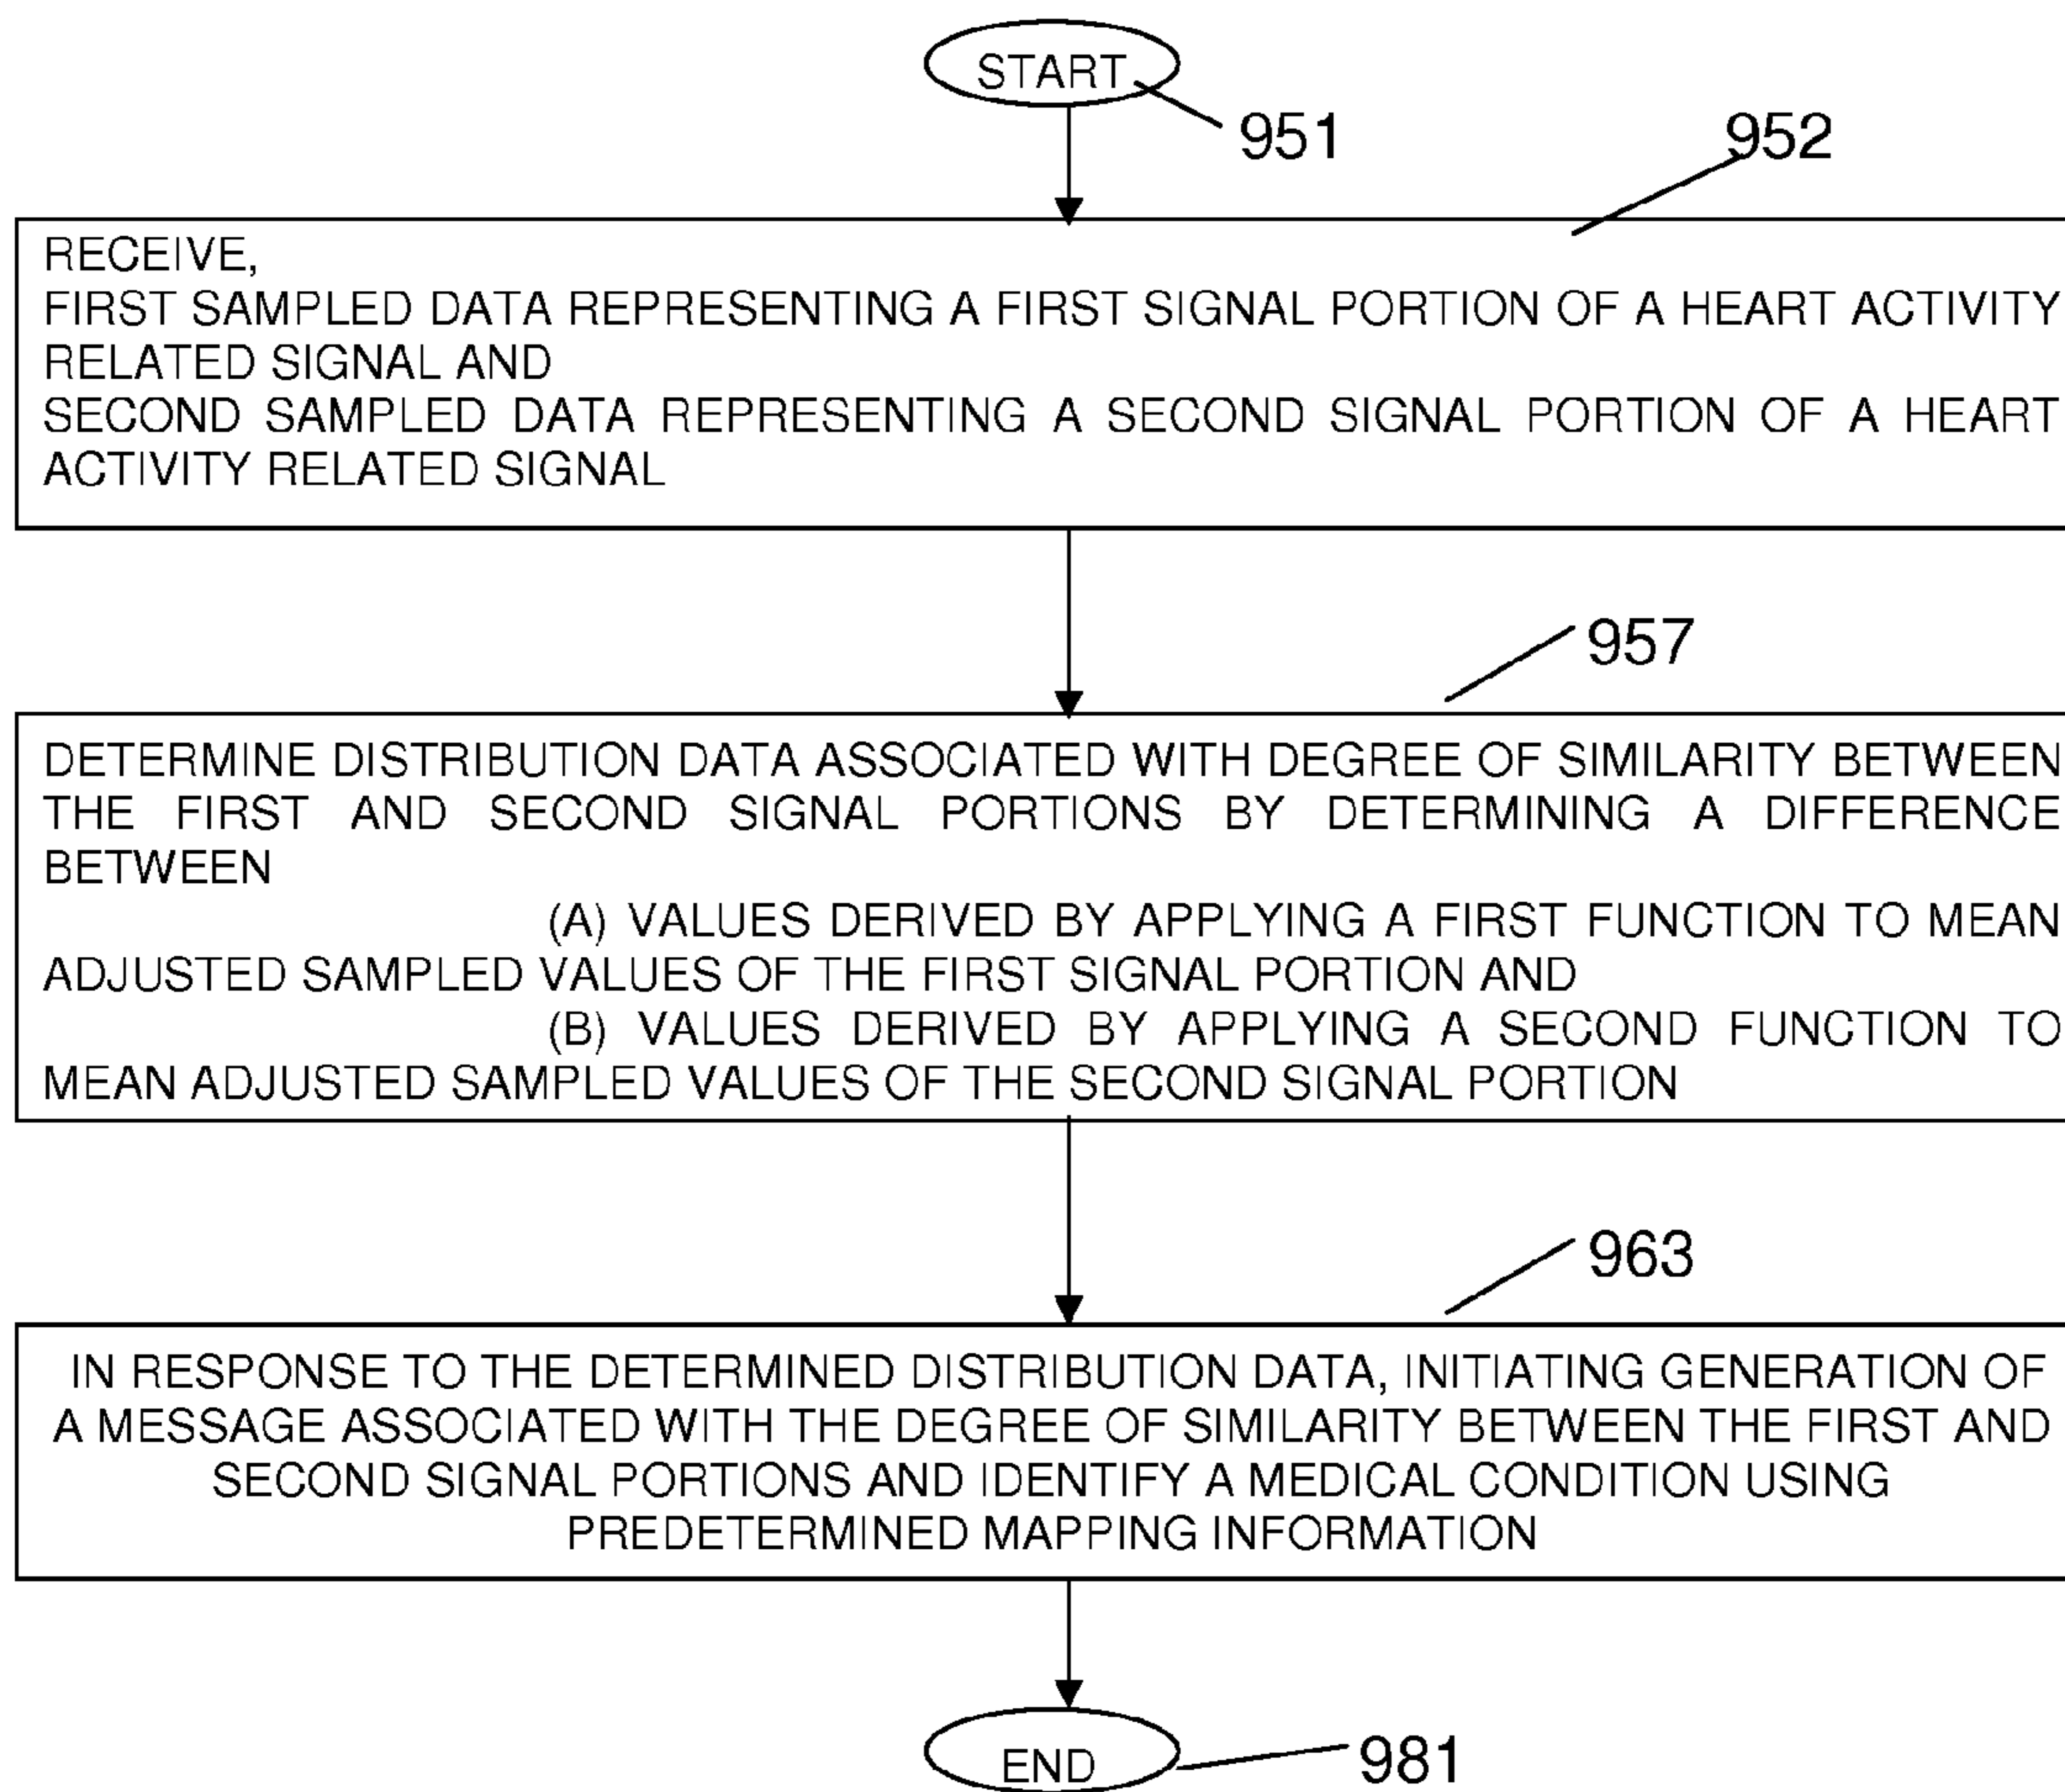 START
951
952
RECEIVE,
FIRST SAMPLED DATA REPRESENTING A FIRST SIGNAL PORTION OF A HEART ACTIVITY
RELATED SIGNAL AND
SECOND SAMPLED DATA REPRESENTING A SECOND SIGNAL PORTION OF A HEART
ACTIVITY RELATED SIGNAL
957
DETERMINE DISTRIBUTION DATA ASSOCIATED WITH DEGREE OF SIMILARITY BETWEEN
THE FIRST AND SECOND SIGNAL PORTIONS BY DETERMINING A DIFFERENCE
BETWEEN
(A) VALUES DERIVED BY APPLYING A FIRST FUNCTION TO MEAN
ADJUSTED SAMPLED VALUES OF THE FIRST SIGNAL PORTION AND
(B) VALUES DERIVED BY APPLYING A SECOND FUNCTION TO
MEAN ADJUSTED SAMPLED VALUES OF THE SECOND SIGNAL PORTION
963
IN RESPONSE TO THE DETERMINED DISTRIBUTION DATA, INITIATING GENERATION OF
A MESSAGE ASSOCIATED WITH THE DEGREE OF SIMILARITY BETWEEN THE FIRST AND
SECOND SIGNAL PORTIONS AND IDENTIFY A MEDICAL CONDITION USING
PREDETERMINED MAPPING INFORMATION
END
981